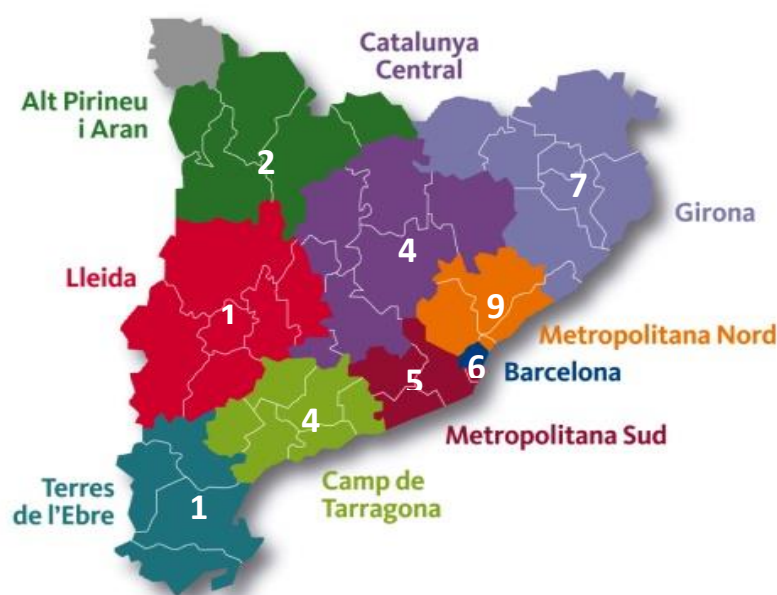 Catalunya
Central
Alt Pirineu
i Aran
2
7
Girona
4
Lleida
1
9
Metropolitana Nord
6
Barcelona
5
4
Metropolitana Sud
Terres
de l'Ebre
1
Camp de
Tarragona